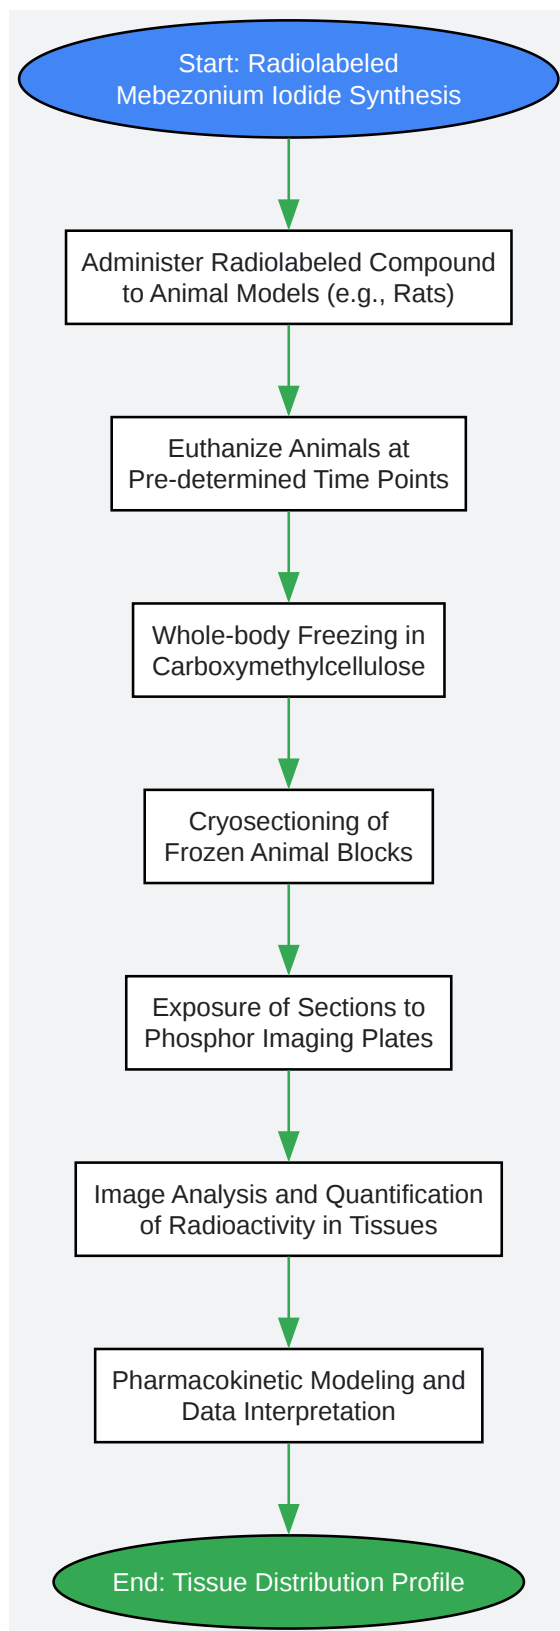 Start: Radiolabeled
Mebezonium Iodide Synthesis
Administer Radiolabeled Compound
to Animal Models (e.g., Rats)
Euthanize Animals at
Pre-determined Time Points
Whole-body Freezing in
Carboxymethylcellulose
Cryosectioning of
Frozen Animal Blocks
Exposure of Sections to
Phosphor Imaging Plates
Image Analysis and Quantification
of Radioactivity in Tissues
Pharmacokinetic Modeling and
Data Interpretation
End: Tissue Distribution Profile